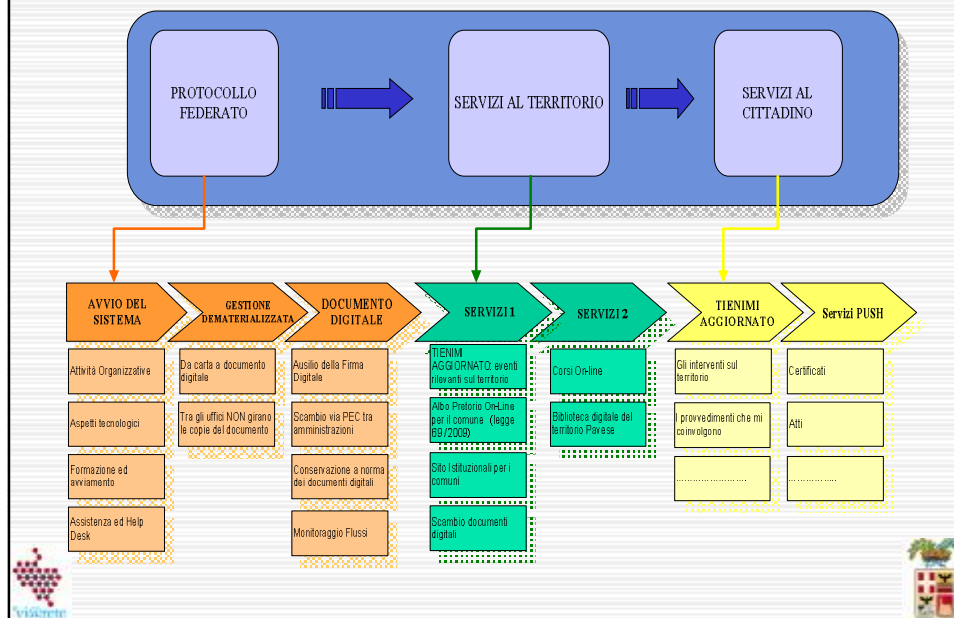 PROTOCOLLO
FEDERATO
SERVIZI AL TERRITORIO
SERVIZI AL
CITTADINO
AVVIO DEL
SISTEMA
GESTIONE
DEMATERIALIZZATA
DOCUMENTO
DIGITALE
SERVIZI 1
SERVIZI 2
TIENIMI
AGGIORNATO
Servizi PUSH
Attività Organizzative
Aspetti tecnologici
Formazione ed
avviamento
Assistenza ed Help
Desk
Da carta a documento
digitale
Tra gli uffici NON girano
le copie del documento
Ausilio della Firma
Digitale
Scambio via PEC tra
amministrazioni
Conservazione a norma
dei documenti digitali
Monitoraggio Flussi
TIENIMI
AGGIORNATO: eventi
rilevanti sul territorio
Albo Pretorio On-Line
per il comune (legge
69/2009)
Sito Istituzionali per i
comuni
Scambio documenti
digitali
Corsi On-line
Biblioteca digitale del
territorio Pavese
Gli interventi sul
territorio
I provvedimenti che mi
coinvolgono
........................
Certificati
Atti
................